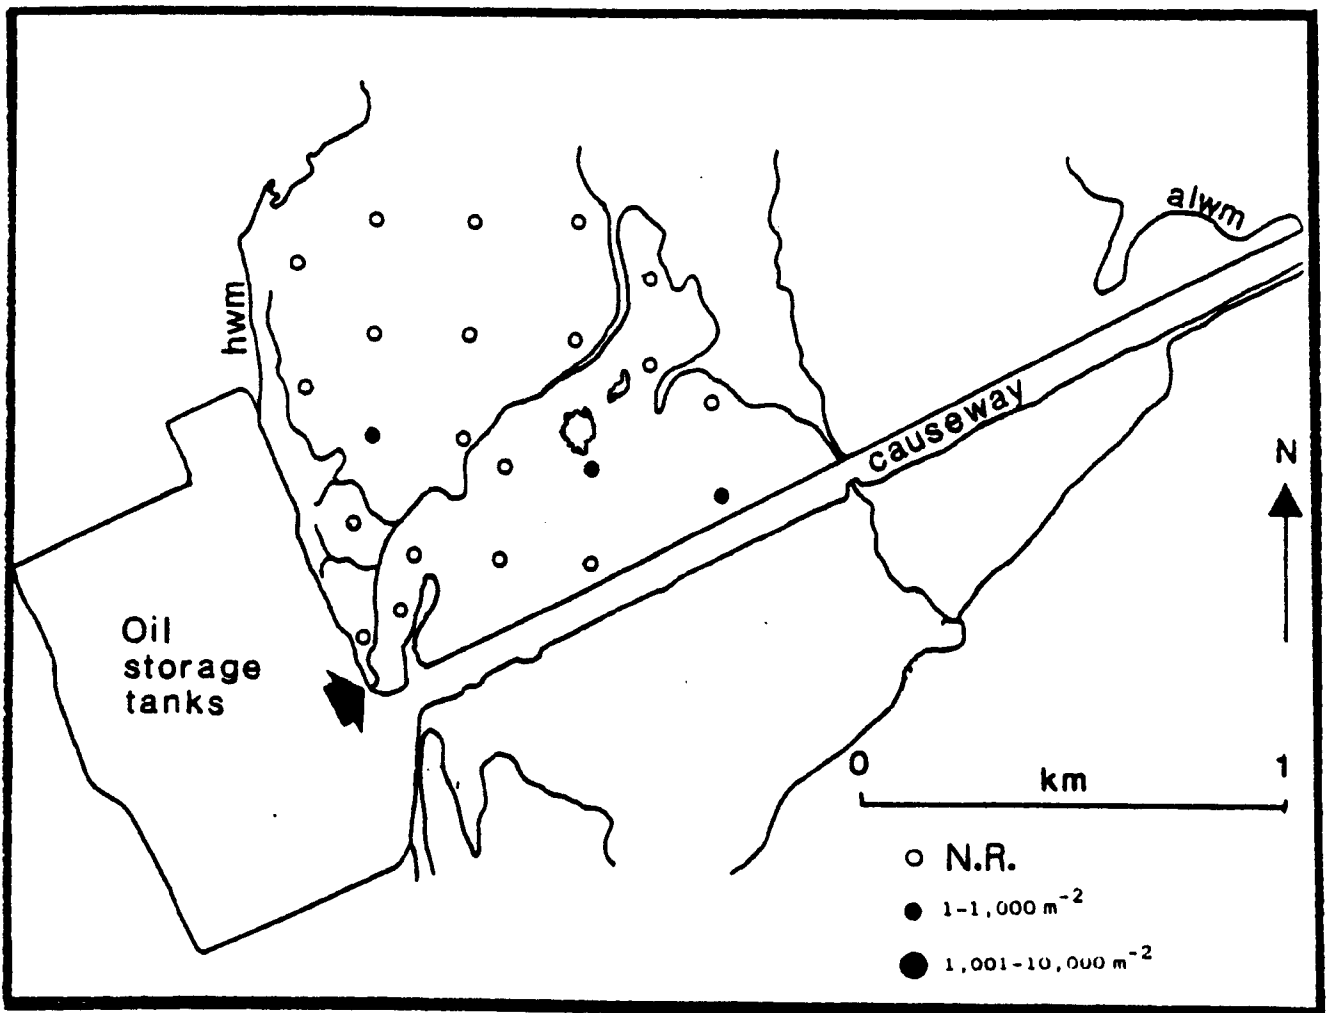 alwm
hwm
causeway
N
Oil
storage
tanks
0 1
km
N.R.
1-1,000 m⁻²
1,001-10,000 m⁻²